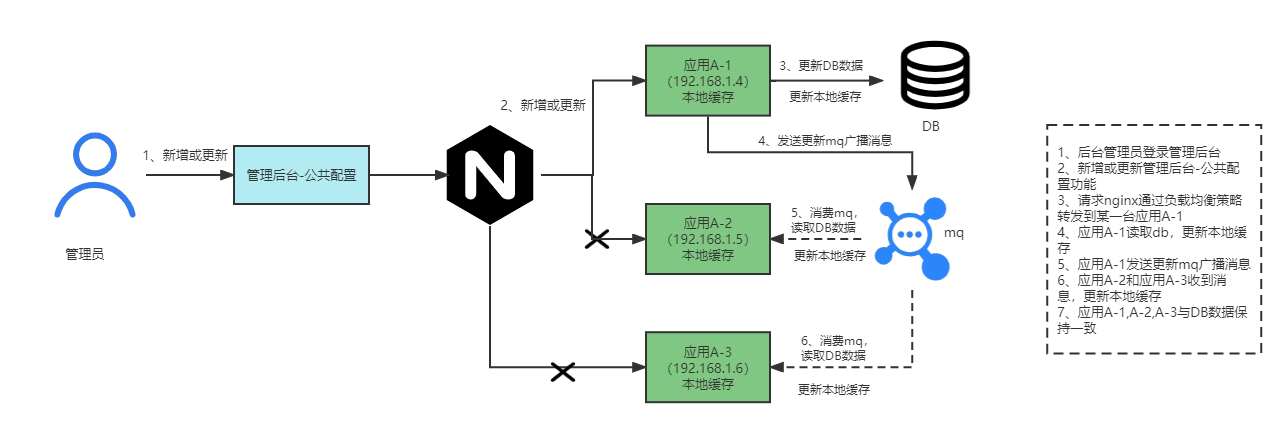 1、新增或更新
管理员
管理后台-公共配置
N
2、新增或更新
应用A-1
（192.168.1.4）
本地缓存
3、更新DB数据
更新本地缓存
DB
4、发送更新mq广播消息
应用A-2
（192.168.1.5）
本地缓存
5、消费mq，
读取DB数据
更新本地缓存
mq
应用A-3
（192.168.1.6）
本地缓存
6、消费mq，
读取DB数据
更新本地缓存
1、后台管理员登录管理后台
2、新增或更新管理后台-公共配
置功能
3、请求nginx通过负载均衡策略
转发到某一台应用A-1
4、应用A-1读取db，更新本地缓
存
5、应用A-1发送更新mq广播消息
6、应用A-2和应用A-3收到消
息，更新本地缓存
7、应用A-1,A-2,A-3与DB数据保
持一致